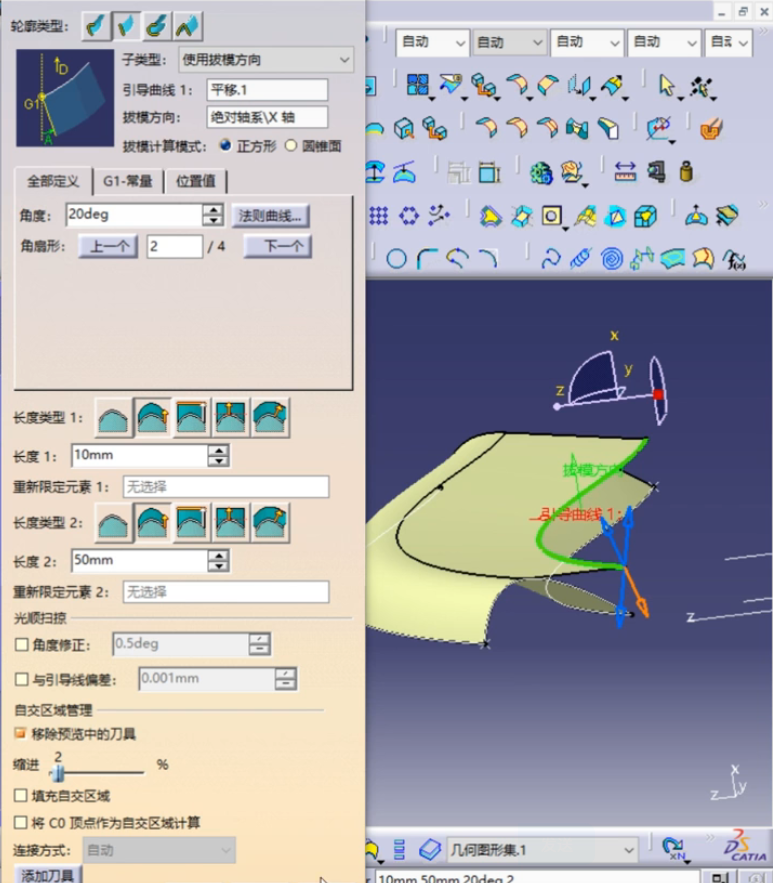 轮廓类型:
自动 自动 自动 自动 自动
子类型: 使用拔模方向
D
G1
A
引导曲线 1: 平移.1
拔模方向: 绝对轴系\X 轴
拔模计算模式: 正方形 圆锥面
全部定义 G1-常量 位置值
角度: 20deg 法则曲线...
角扇形: 上一个 2 / 4 下一个
f(x)
x
y
z
拔模方向
引导曲线 1:
z
长度类型 1:
长度 1: 10mm
重新限定元素 1: 无选择
长度类型 2:
长度 2: 50mm
重新限定元素 2: 无选择
光顺扫掠
角度修正: 0.5deg
与引导线偏差: 0.001mm
自交区域管理
移除预览中的刀具
缩进 2 %
填充自交区域
将 C0 顶点作为自交区域计算
连接方式: 自动
添加刀具
x
y
z
几何图形集.1
xN
CATIA
10mm 50mm 20deg 2